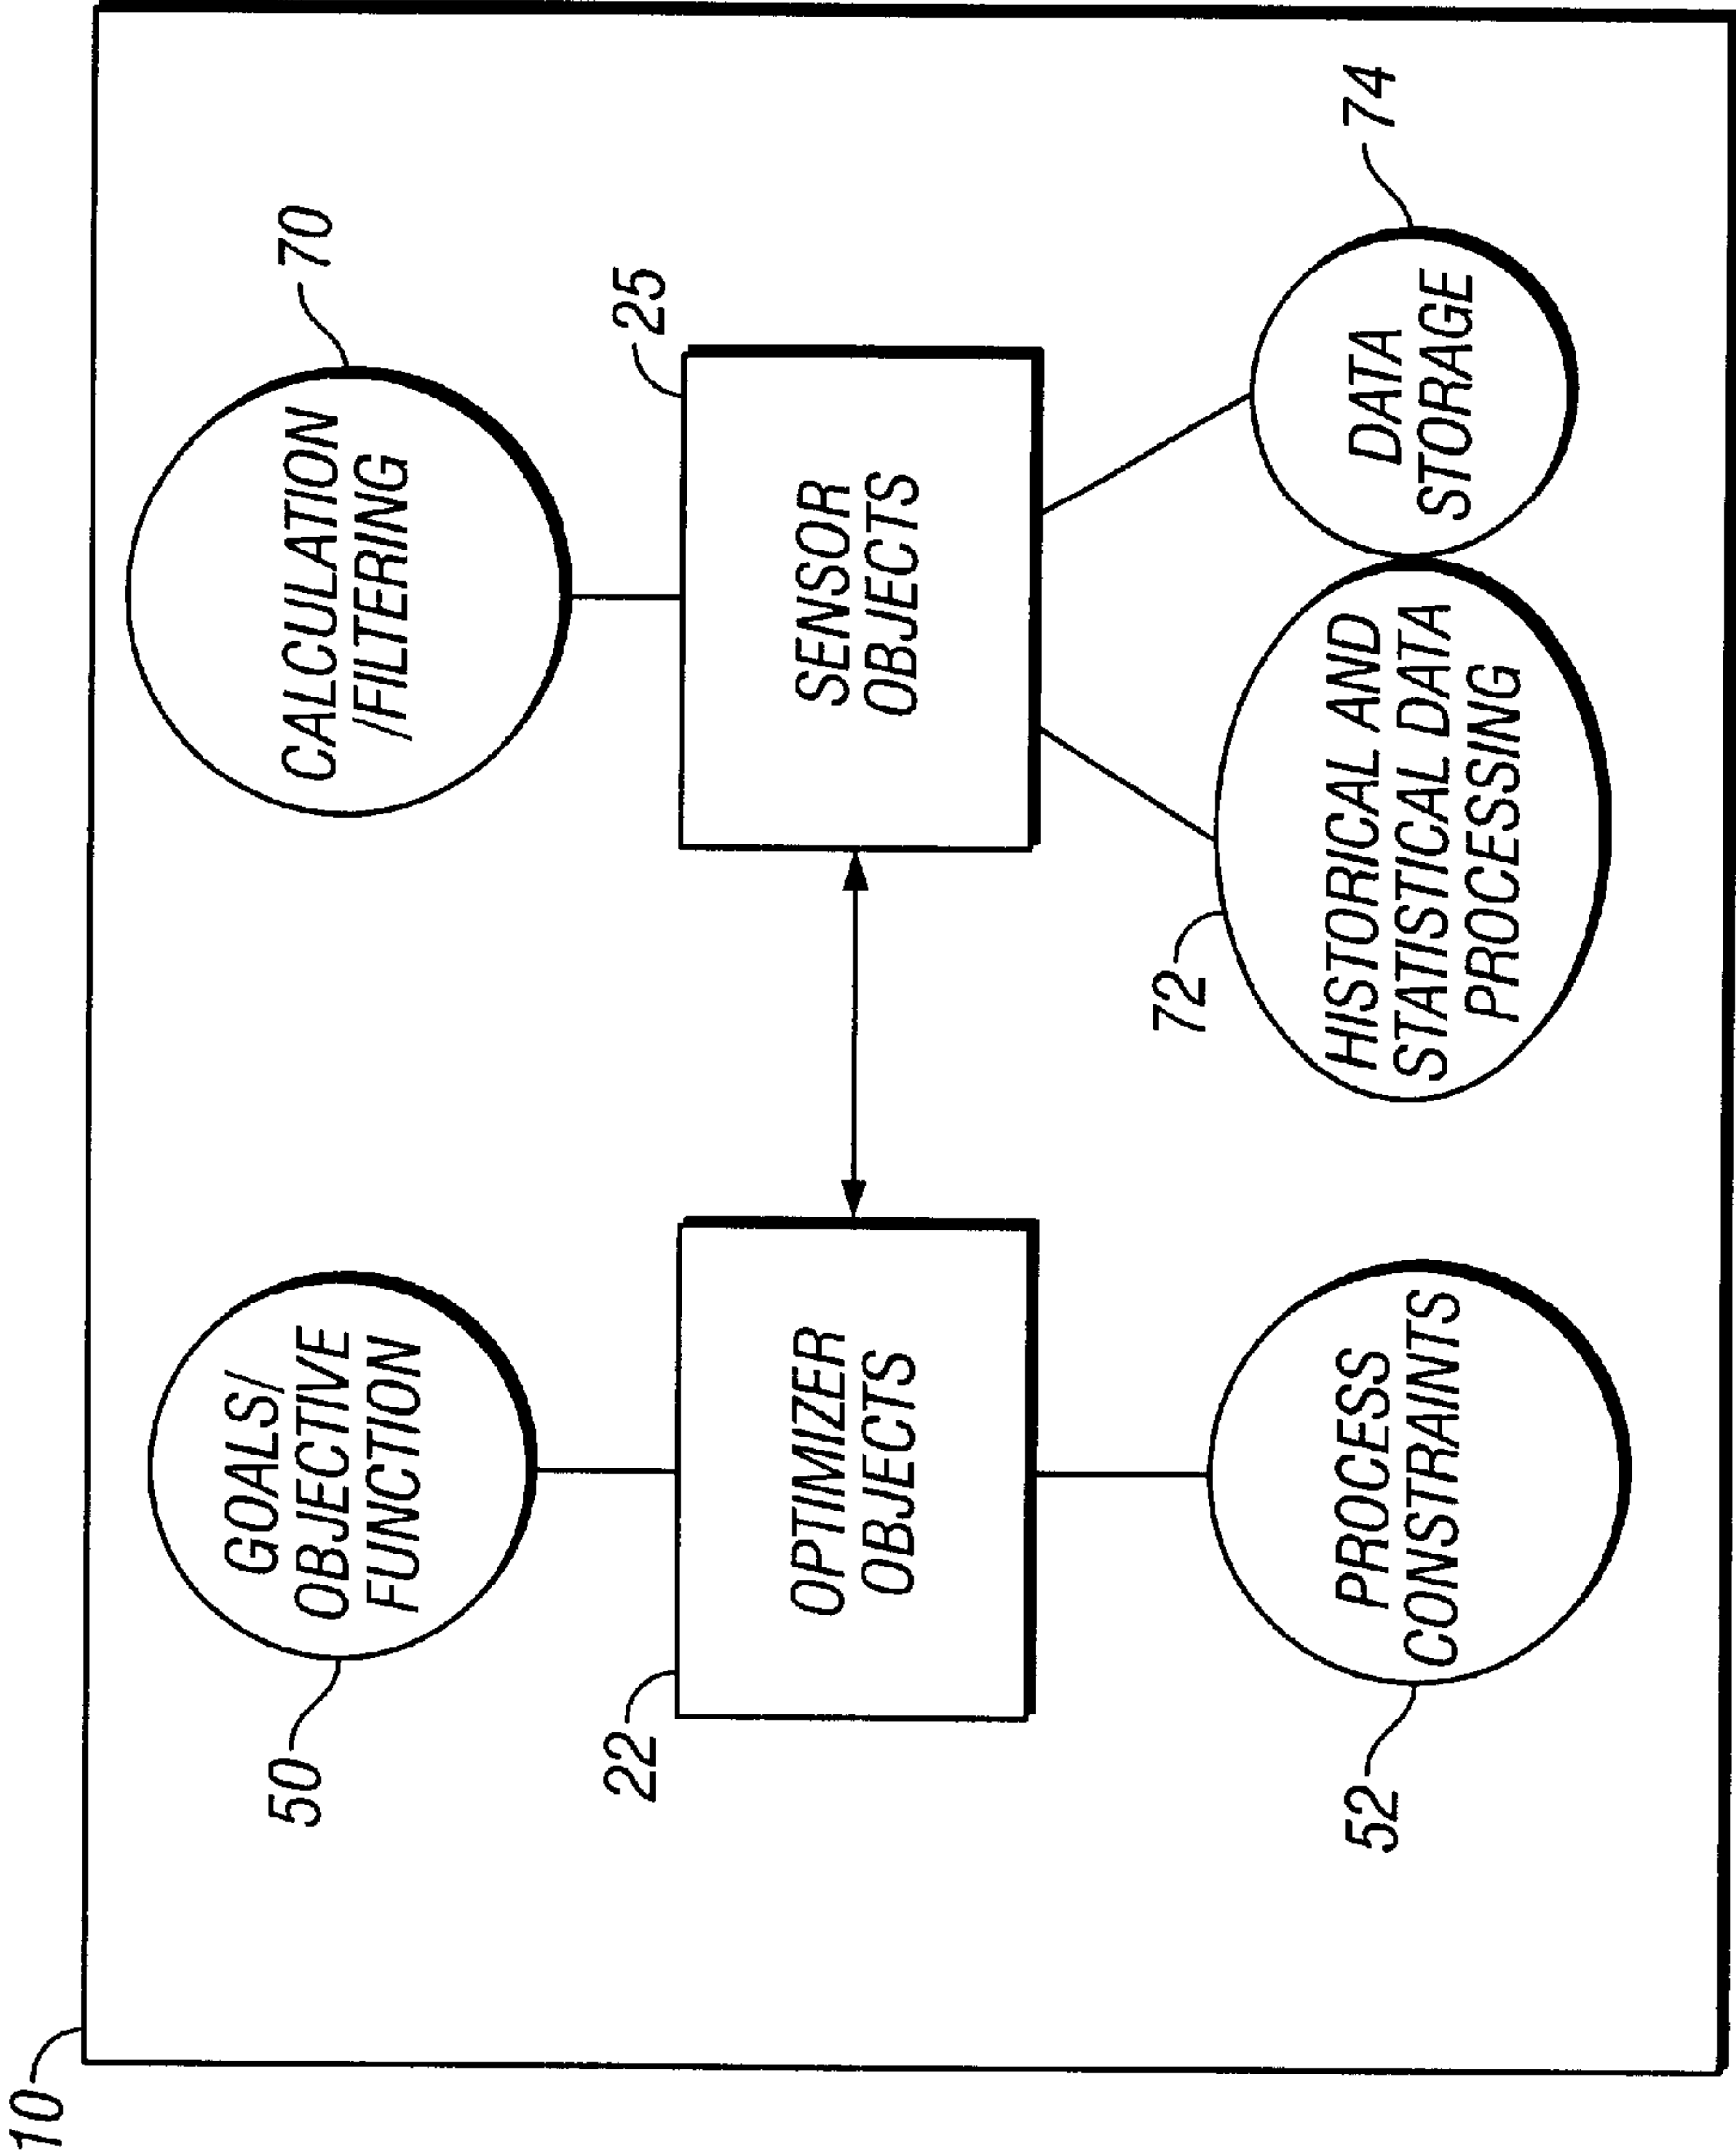 10
50
GOALS/
OBJECTIVE
FUNCTION
CALCULATION
/FILTERING
70
22
OPTIMIZER
OBJECTS
SENSOR
OBJECTS
25
52
PROCESS
CONSTRAINTS
72
HISTORICAL AND
STATISTICAL DATA
PROCESSING
DATA
STORAGE
74